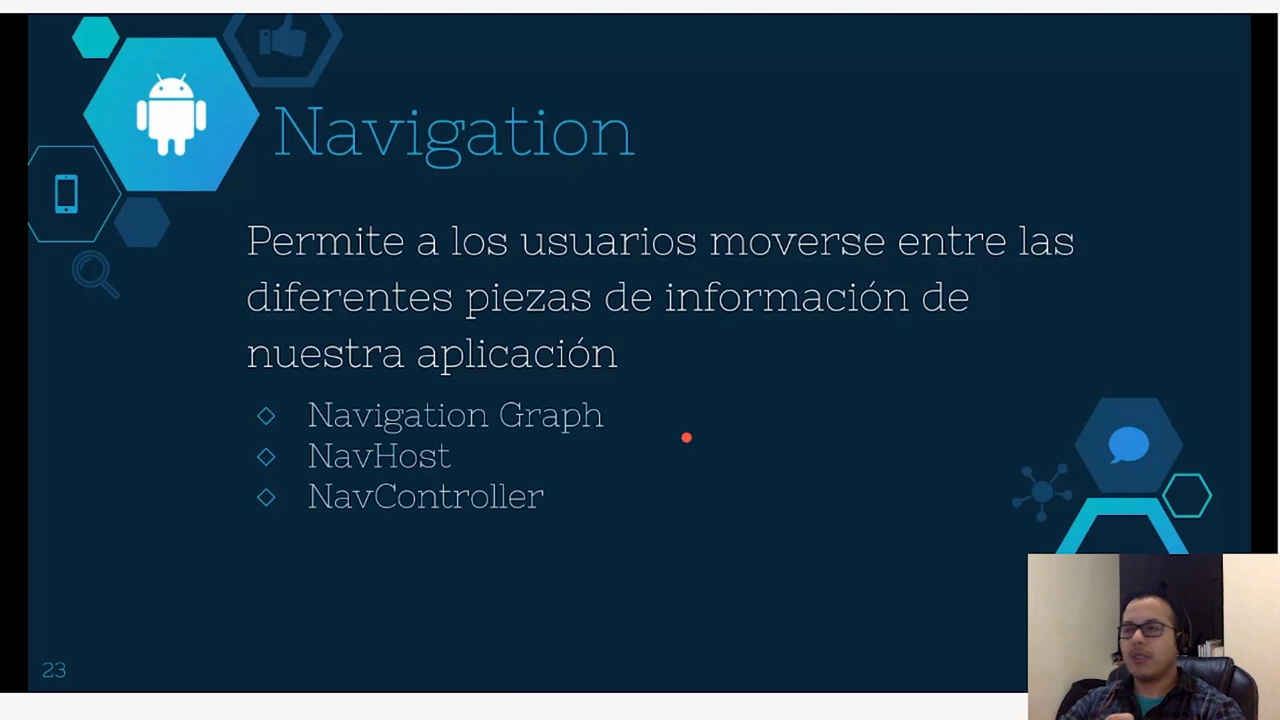 Navigation
Permite a los usuarios moverse entre las
diferentes piezas de información de
nuestra aplicación
Navigation Graph
NavHost
NavController
23